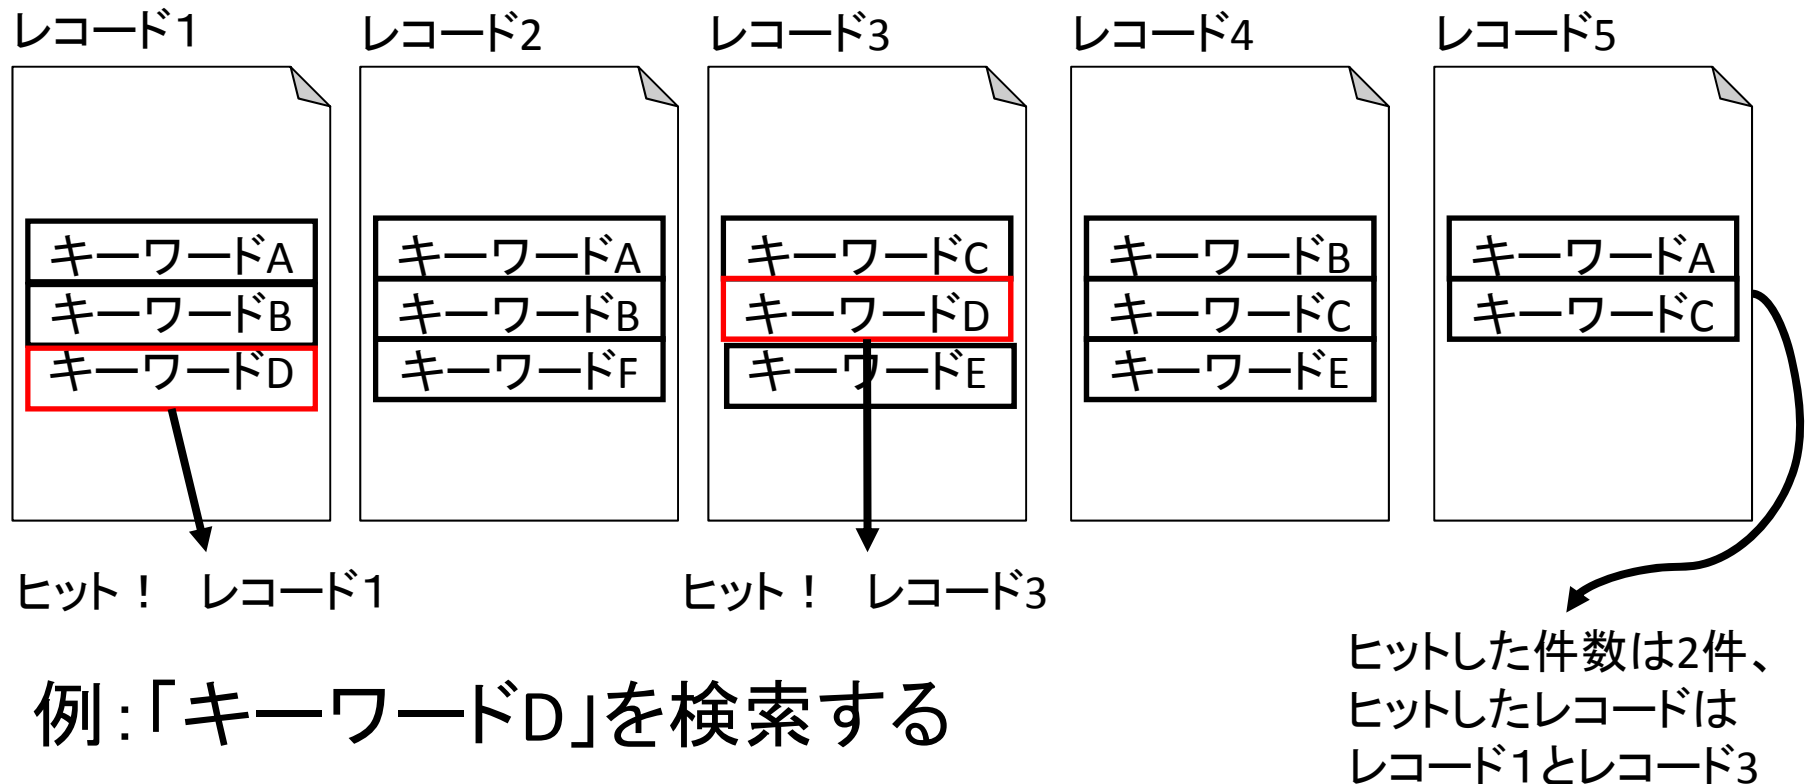 レコード１
レコード2
レコード3
レコード4
レコード5
キーワードA
キーワードB
キーワードD
キーワードA
キーワードB
キーワードF
キーワードC
キーワードD
キーワードE
キーワードB
キーワードC
キーワードE
キーワードA
キーワードC
ヒット！　レコード１
ヒット！　レコード3
例：「キーワードD」を検索する
ヒットした件数は2件、
ヒットしたレコードは
レコード１とレコード3